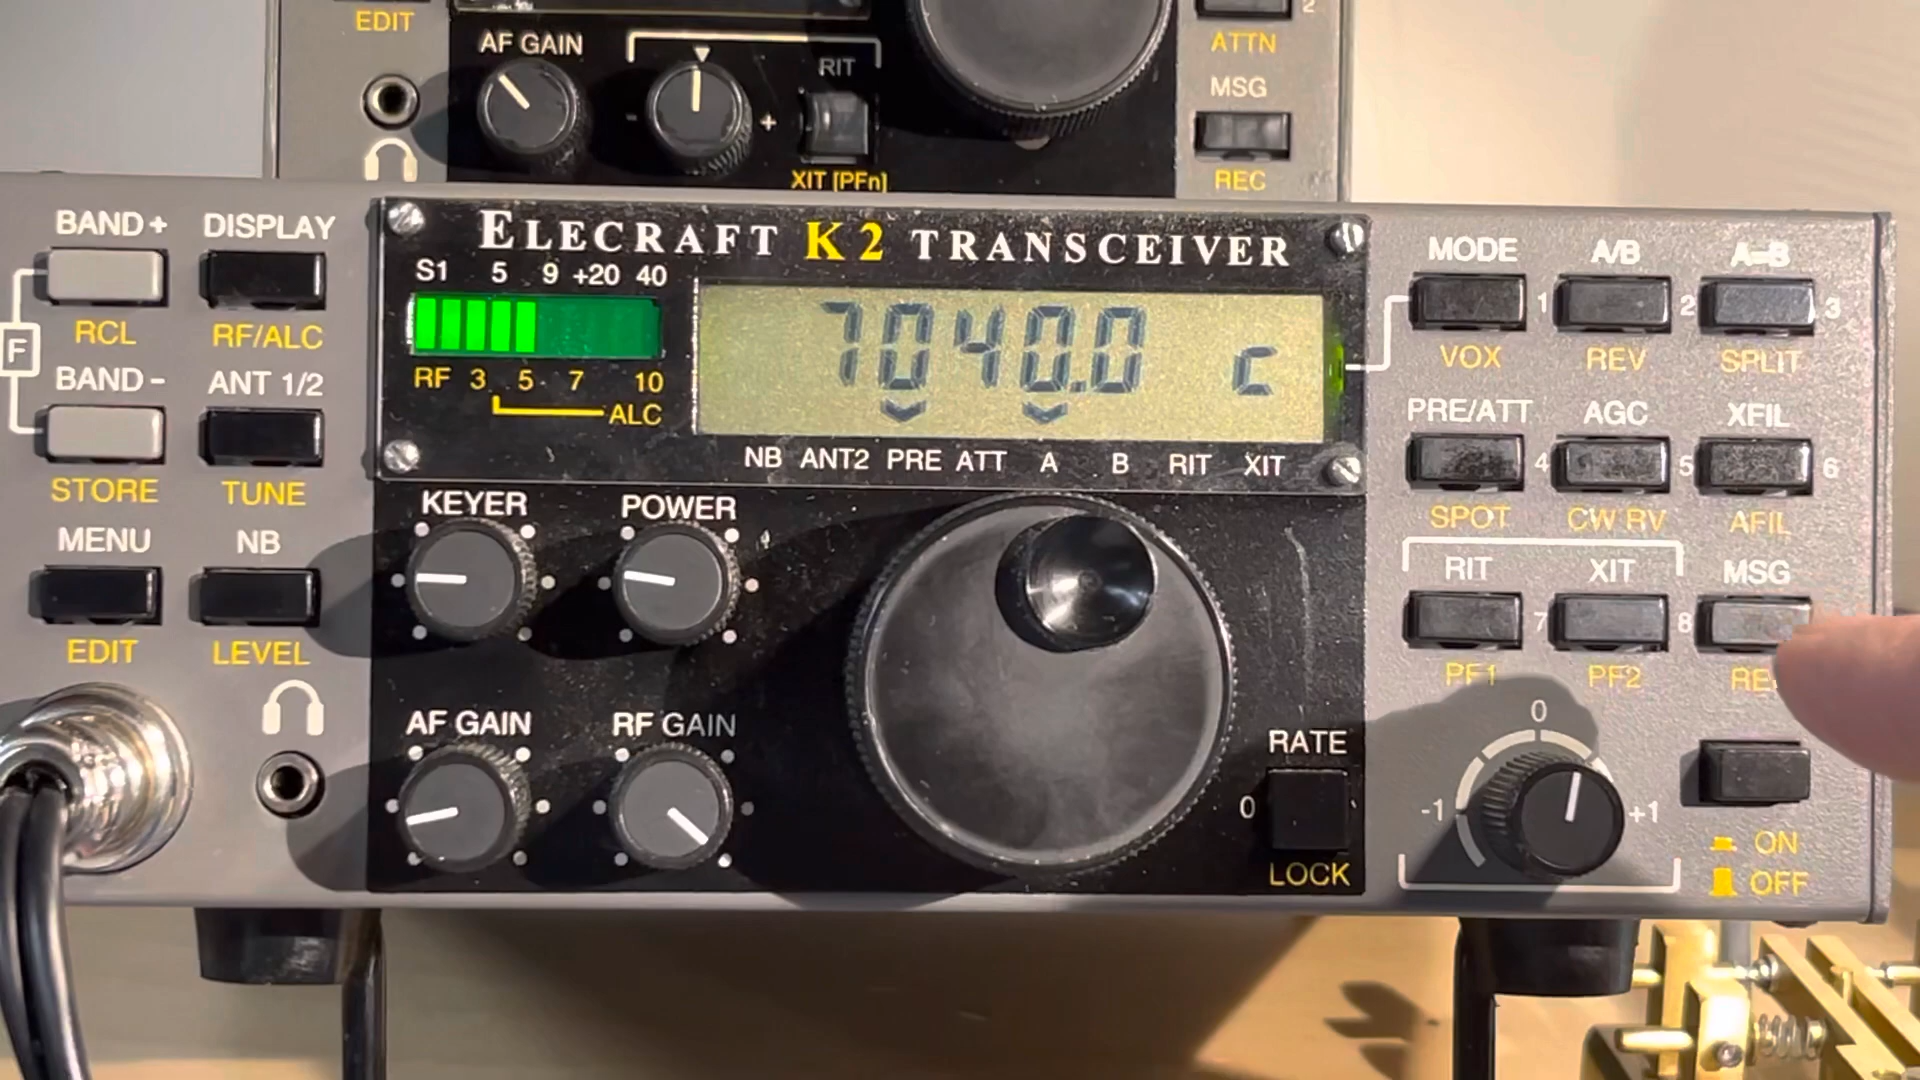 EDIT
AF GAIN
RIT
- +
XIT [PFn]
2
ATTN
MSG
REC
BAND +
DISPLAY
F
RCL
RF/ALC
BAND -
ANT 1/2
STORE
TUNE
MENU
NB
EDIT
LEVEL
ELECRAFT K2 TRANSCEIVER
S1 5 9 +20 40
RF 3 5 7 10
ALC
7040.0 c
NB ANT2 PRE ATT A B RIT XIT
KEYER
POWER
AF GAIN
RF GAIN
RATE
0
LOCK
MODE
A/B
A=B
1
2
3
VOX
REV
SPLIT
PRE/ATT
AGC
XFIL
4
5
6
SPOT
CW RV
AFIL
RIT
XIT
MSG
7
8
PF1
PF2
0
-1 +1
ON
OFF